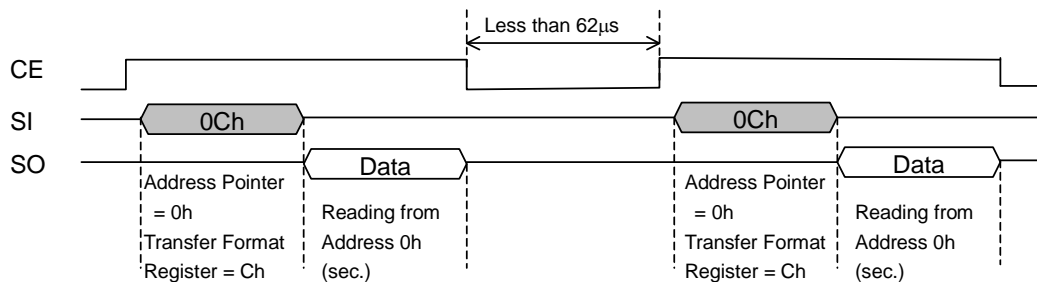 Less than 62μs
CE
SI
0Ch
0Ch
SO
Data
Data
Address Pointer
= 0h
Transfer Format
Register = Ch
Reading from
Address 0h
(sec.)
Address Pointer
= 0h
Transfer Format
Register = Ch
Reading from
Address 0h
(sec.)